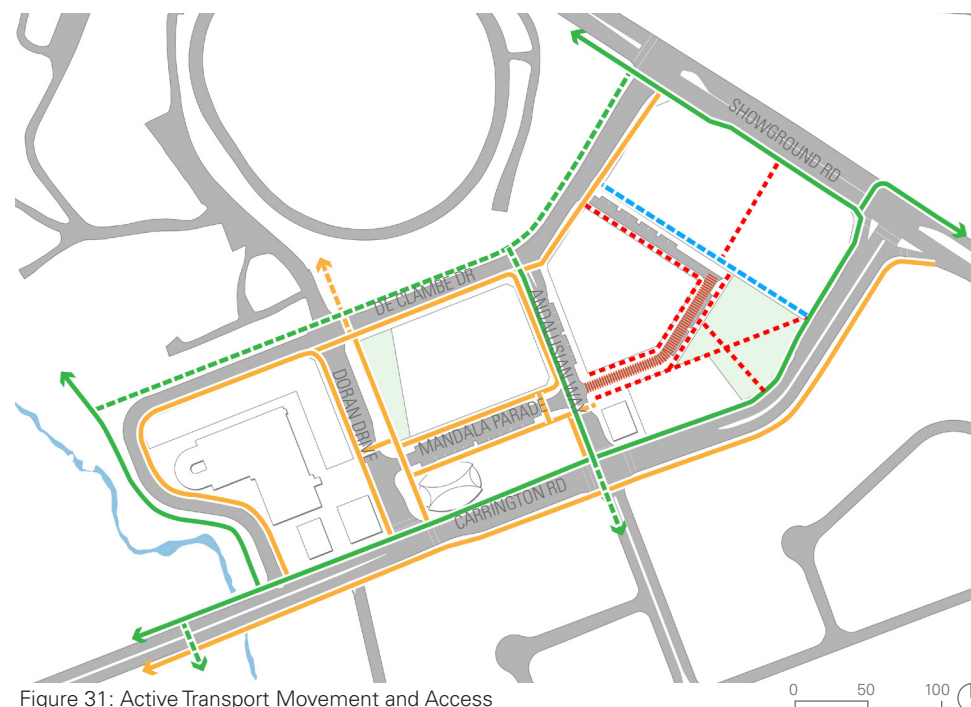 SHOWGROUND RD
DE CLAMBE DR
ANDALUSIAN WAY
DORAN DRIVE
MANDALA PARADE
CARRINGTON RD
Figure 31: Active Transport Movement and Access
0 50 100